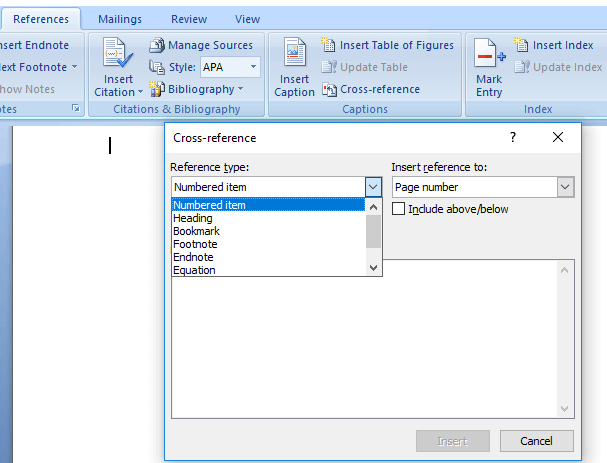 References Mailings Review View
nsert Endnote Manage Sources Insert Table of Figures Insert Index
ext Footnote Style: APA Update Table Update Index
how Notes Insert Citation Bibliography Insert Caption Cross-reference Mark Entry
tes Citations & Bibliography Captions Index
Cross-reference ?
Reference type: Insert reference to:
Numbered item Page number
Numbered item Include above/below
Heading
Bookmark
Footnote
Endnote
Equation
Insert Cancel